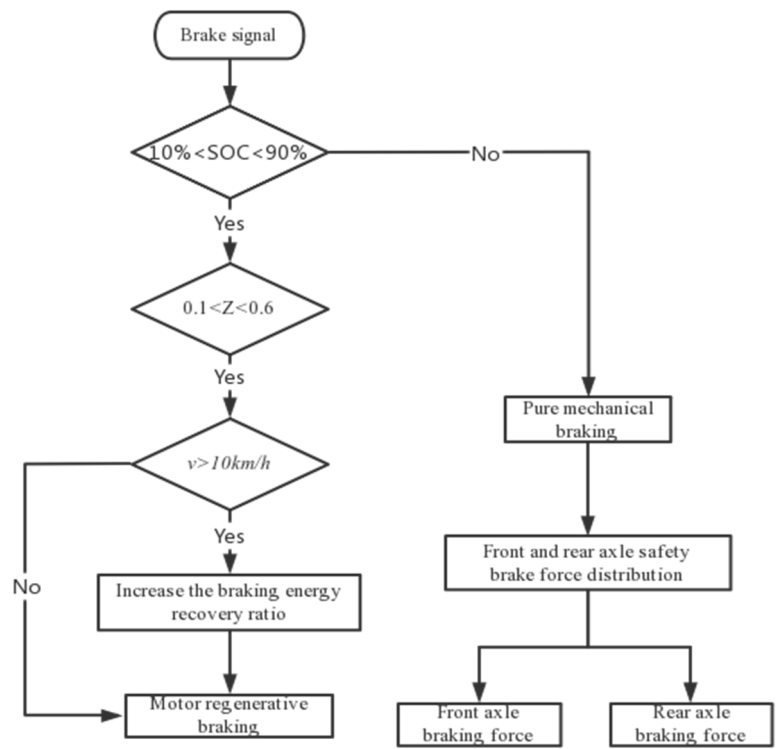 Brake signal
10%<SOC<90%
No
Yes
0.1<Z<0.6
Yes
Pure mechanical
braking
v>10km/h
Yes
Front and rear axle safety
brake force distribution
No
Increase the braking energy
recovery ratio
Motor regenerative
braking
Front axle
braking force
Rear axle
braking force